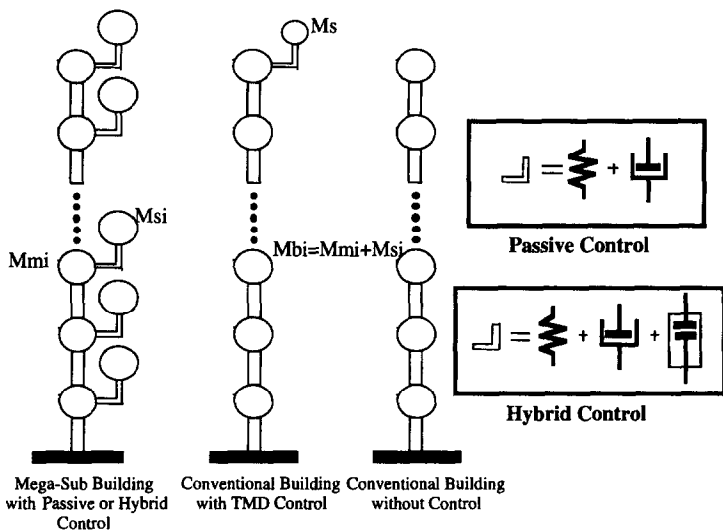 Ms
Msi
Mmi
Mbi=Mmi+Msi
= +
Passive Control
= + +
Hybrid Control
Mega-Sub Building
with Passive or Hybrid
Control
Conventional Building
with TMD Control
Conventional Building
without Control